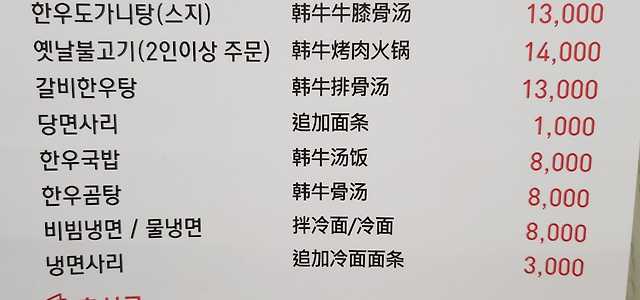 한우도가니탕(스지) 韩牛牛膝骨汤 13,000
옛날불고기(2인이상 주문) 韩牛烤肉火锅 14,000
갈비한우탕 韩牛排骨汤 13,000
당면사리 追加面条 1,000
한우국밥 韩牛汤饭 8,000
한우곰탕 韩牛骨汤 8,000
비빔냉면 / 물냉면 拌冷面/冷面 8,000
냉면사리 追加冷面面条 3,000